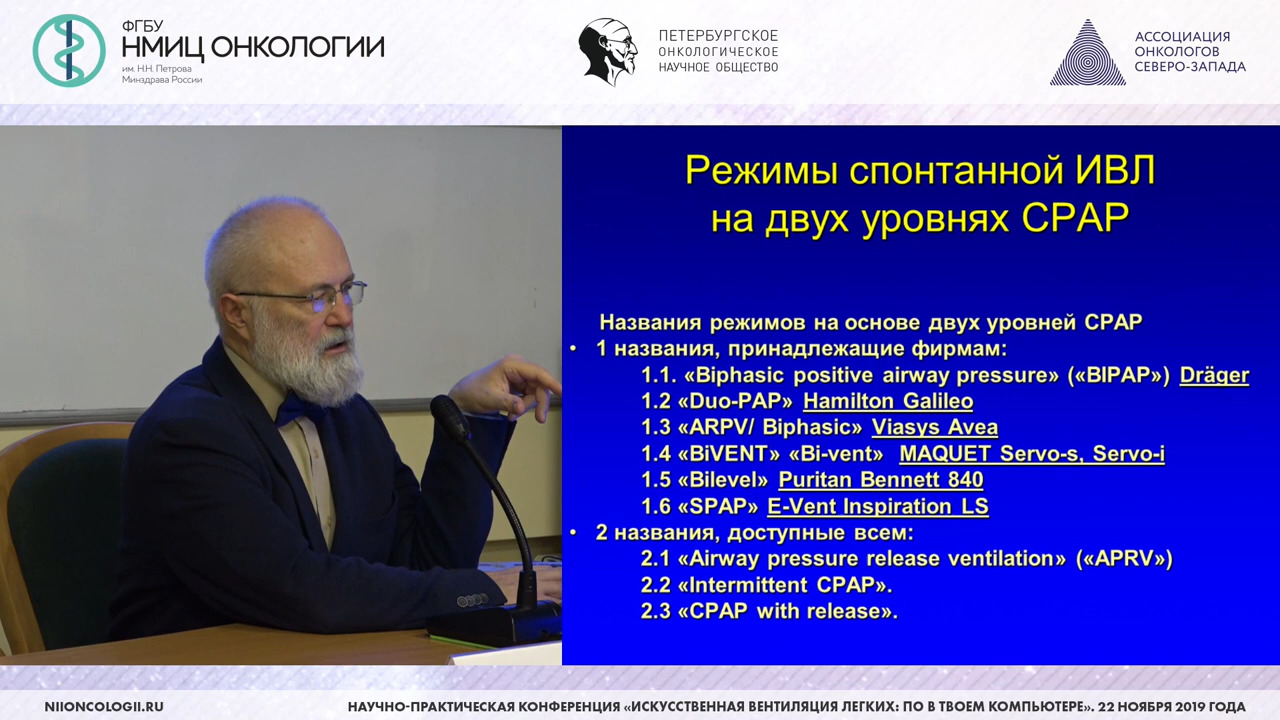 ФГБУ
НМИЦ ОНКОЛОГИИ
им. Н.Н. Петрова
Минздрава России
ПЕТЕРБУРГСКОЕ
ОНКОЛОГИЧЕСКОЕ
НАУЧНОЕ ОБЩЕСТВО
АССОЦИАЦИЯ
ОНКОЛОГОВ
СЕВЕРО-ЗАПАДА
Режимы спонтанной ИВЛ
на двух уровнях CPAP
Названия режимов на основе двух уровней CPAP
• 1 названия, принадлежащие фирмам:
1.1. «Biphasic positive airway pressure» («BIPAP») Dräger
1.2 «Duo-PAP» Hamilton Galileo
1.3 «ARPV/ Biphasic» Viasys Avea
1.4 «BiVENT» «Bi-vent» MAQUET Servo-s, Servo-i
1.5 «Bilevel» Puritan Bennett 840
1.6 «SPAP» E-Vent Inspiration LS
• 2 названия, доступные всем:
2.1 «Airway pressure release ventilation» («APRV»)
2.2 «Intermittent CPAP».
2.3 «CPAP with release».
NIIONCOLOGII.RU
НАУЧНО-ПРАКТИЧЕСКАЯ КОНФЕРЕНЦИЯ «ИСКУССТВЕННАЯ ВЕНТИЛЯЦИЯ ЛЕГКИХ: ПО В ТВОЕМ КОМПЬЮТЕРЕ». 22 НОЯБРЯ 2019 ГОДА